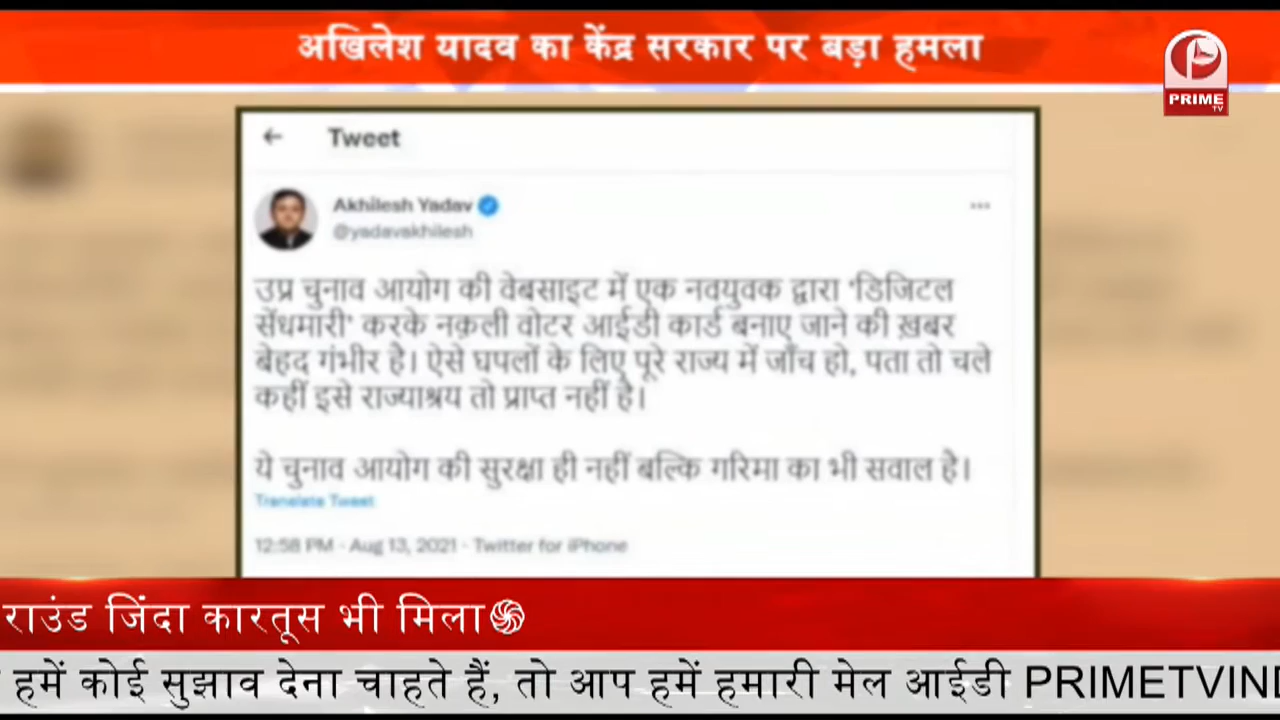 अखिलेश यादव का केंद्र सरकार पर बड़ा हमला
PRIME
TV
Tweet
Akhilesh Yadav
@yadavakhilesh
उप्र चुनाव आयोग की वेबसाइट में एक नवयुवक द्वारा ‘डिजिटल
सेंधमारी’ करके नक़ली वोटर आईडी कार्ड बनाए जाने की ख़बर
बेहद गंभीर है। ऐसे घपलों के लिए पूरे राज्य में जाँच हो, पता तो चले
कहीं इसे राज्याश्रय तो प्राप्त नहीं है।
ये चुनाव आयोग की सुरक्षा ही नहीं बल्कि गरिमा का भी सवाल है।
Translate Tweet
12:58 PM · Aug 13, 2021 · Twitter for iPhone
राउंड जिंदा कारतूस भी मिला
हमें कोई सुझाव देना चाहते हैं, तो आप हमें हमारी मेल आईडी PRIMETVIND